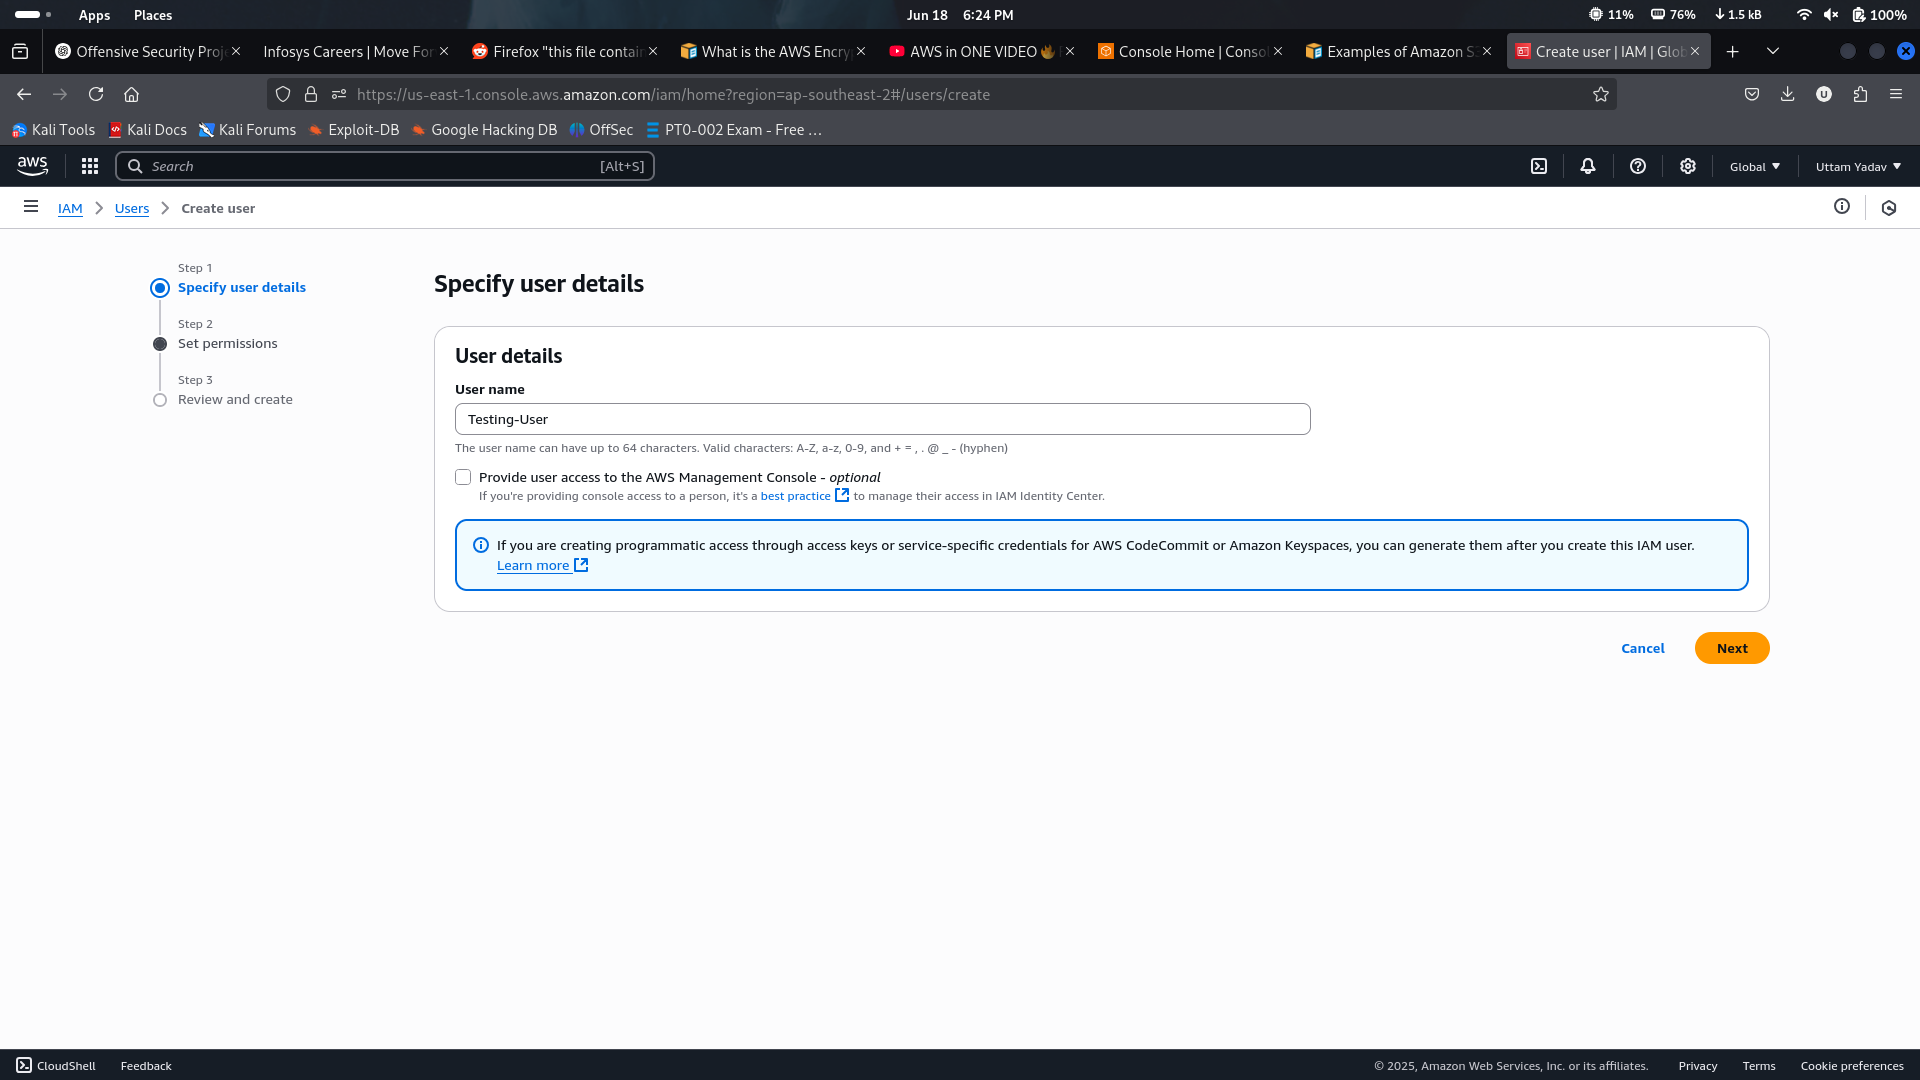 Apps Places Jun 18 6:24 PM 11% 76% 1.5 kB 100%
Offensive Security Proj Infosys Careers | Move For Firefox "this file contai What is the AWS Encry AWS in ONE VIDEO Console Home | Consol Examples of Amazon S Create user | IAM | Glob
https://us-east-1.console.aws.amazon.com/iam/home?region=ap-southeast-2#/users/create U
Kali Tools Kali Docs Kali Forums Exploit-DB Google Hacking DB OffSec PT0-002 Exam - Free …
aws Search [Alt+S] Global Uttam Yadav
IAM Users Create user
Step 1
Specify user details
Step 2
Set permissions
Step 3
Review and create
Specify user details
User details
User name
Testing-User
The user name can have up to 64 characters. Valid characters: A-Z, a-z, 0-9, and + = , . @ _ - (hyphen)
Provide user access to the AWS Management Console - optional
If you're providing console access to a person, it's a best practice to manage their access in IAM Identity Center.
If you are creating programmatic access through access keys or service-specific credentials for AWS CodeCommit or Amazon Keyspaces, you can generate them after you create this IAM user.
Learn more
Cancel Next
CloudShell Feedback © 2025, Amazon Web Services, Inc. or its affiliates. Privacy Terms Cookie preferences